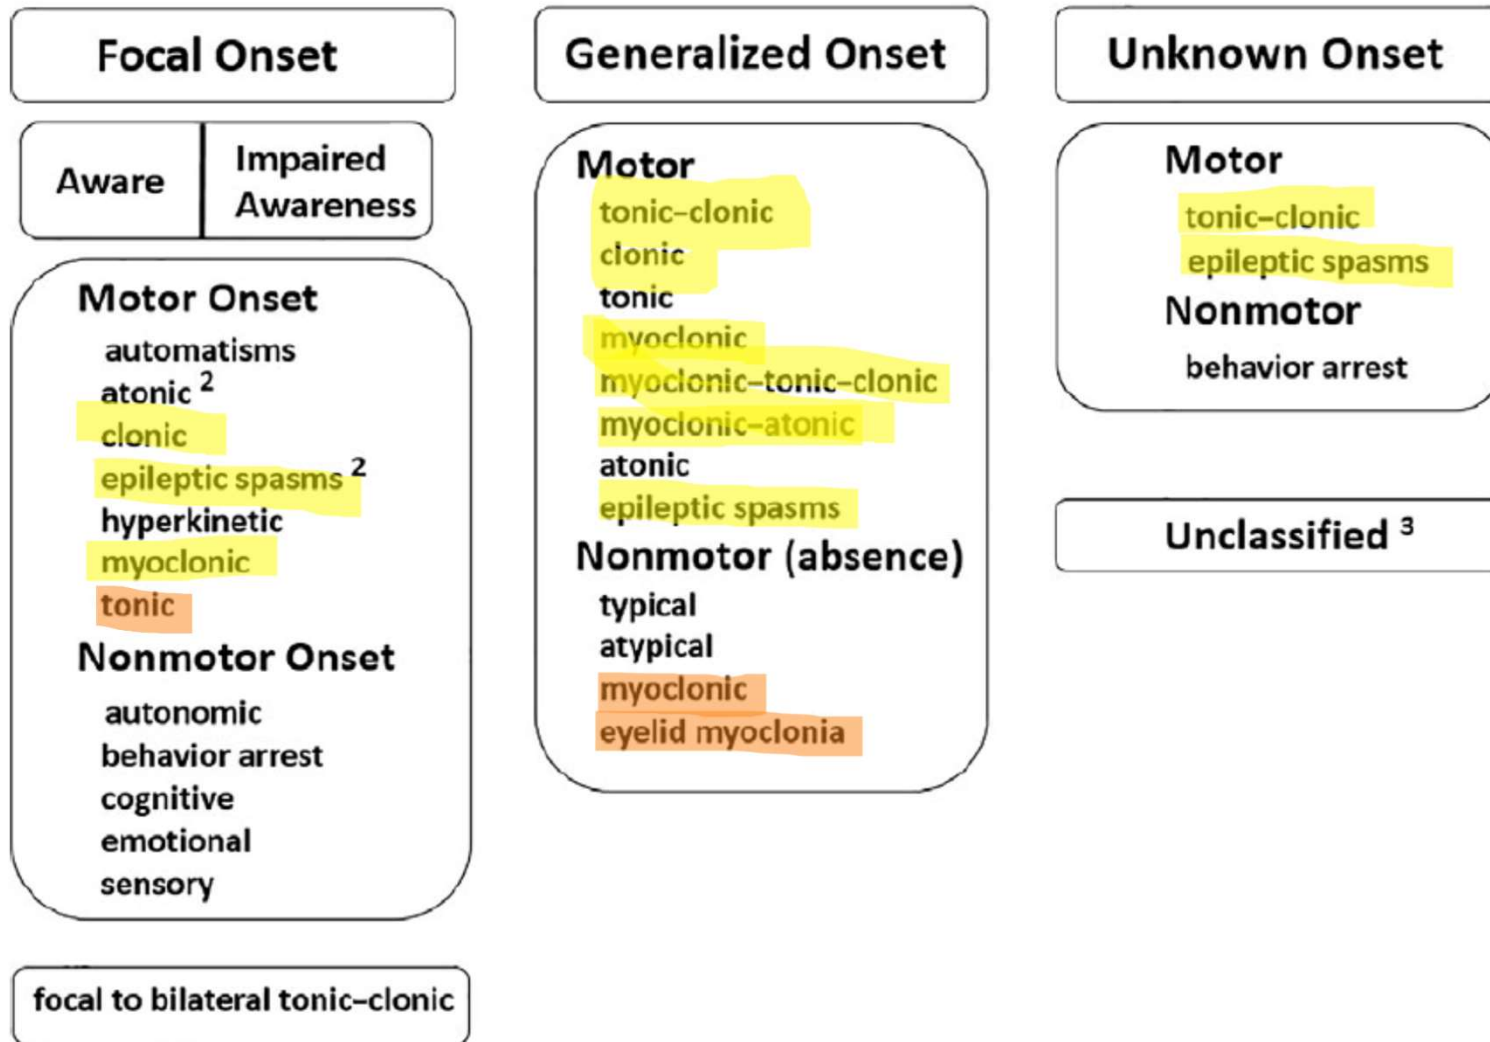 Focal Onset
Aware
Impaired
Awareness
Motor Onset
automatisms
atonic 2
clonic
epileptic spasms 2
hyperkinetic
myoclonic
tonic
Nonmotor Onset
autonomic
behavior arrest
cognitive
emotional
sensory
focal to bilateral tonic–clonic
Generalized Onset
Motor
tonic–clonic
clonic
tonic
myoclonic
myoclonic–tonic–clonic
myoclonic–atonic
atonic
epileptic spasms
Nonmotor (absence)
typical
atypical
myoclonic
eyelid myoclonia
Unknown Onset
Motor
tonic–clonic
epileptic spasms
Nonmotor
behavior arrest
Unclassified 3